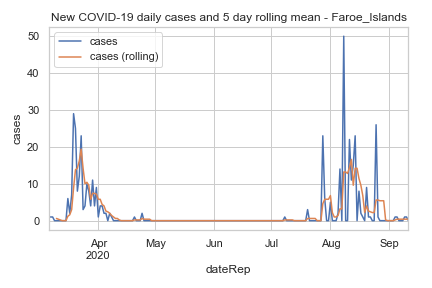 New COVID-19 daily cases and 5 day rolling mean - Faroe_Islands
cases
cases (rolling)
50
40
30
20
10
0
cases
Apr May Jun Jul Aug Sep
2020
dateRep